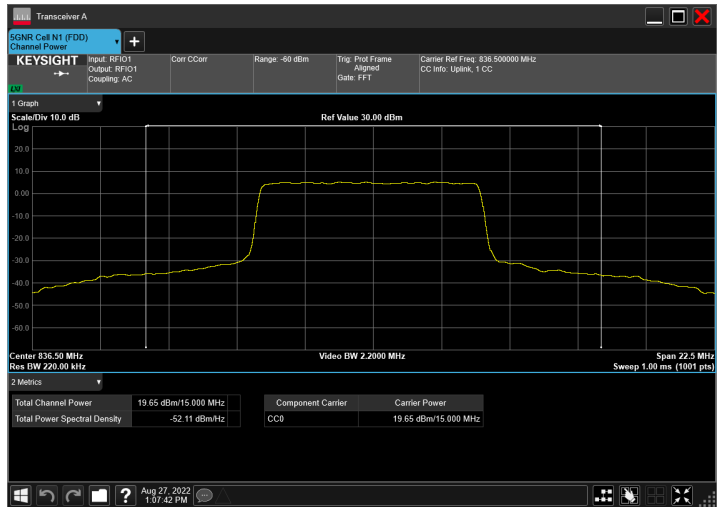 Transceiver A
5GNR Cell N1 (FDD)
Channel Power
+
KEYSIGHT
LXI
Input: RFIO1
Output: RFIO1
Coupling: AC
Corr CCorr
Range: -60 dBm
Trig: Prot Frame
Aligned
Gate: FFT
Carrier Ref Freq: 836.500000 MHz
CC Info: Uplink, 1 CC
1 Graph
Scale/Div 10.0 dB
Ref Value 30.00 dBm
Log
20.0
10.0
0.00
-10.0
-20.0
-30.0
-40.0
-50.0
-60.0
Center 836.50 MHz
Video BW 2.2000 MHz
Span 22.5 MHz
Res BW 220.00 kHz
Sweep 1.00 ms (1001 pts)
2 Metrics
Total Channel Power 19.65 dBm/15.000 MHz
Total Power Spectral Density -52.11 dBm/Hz
Component Carrier Carrier Power
CC0 19.65 dBm/15.000 MHz
?
Aug 27, 2022
1:07:42 PM